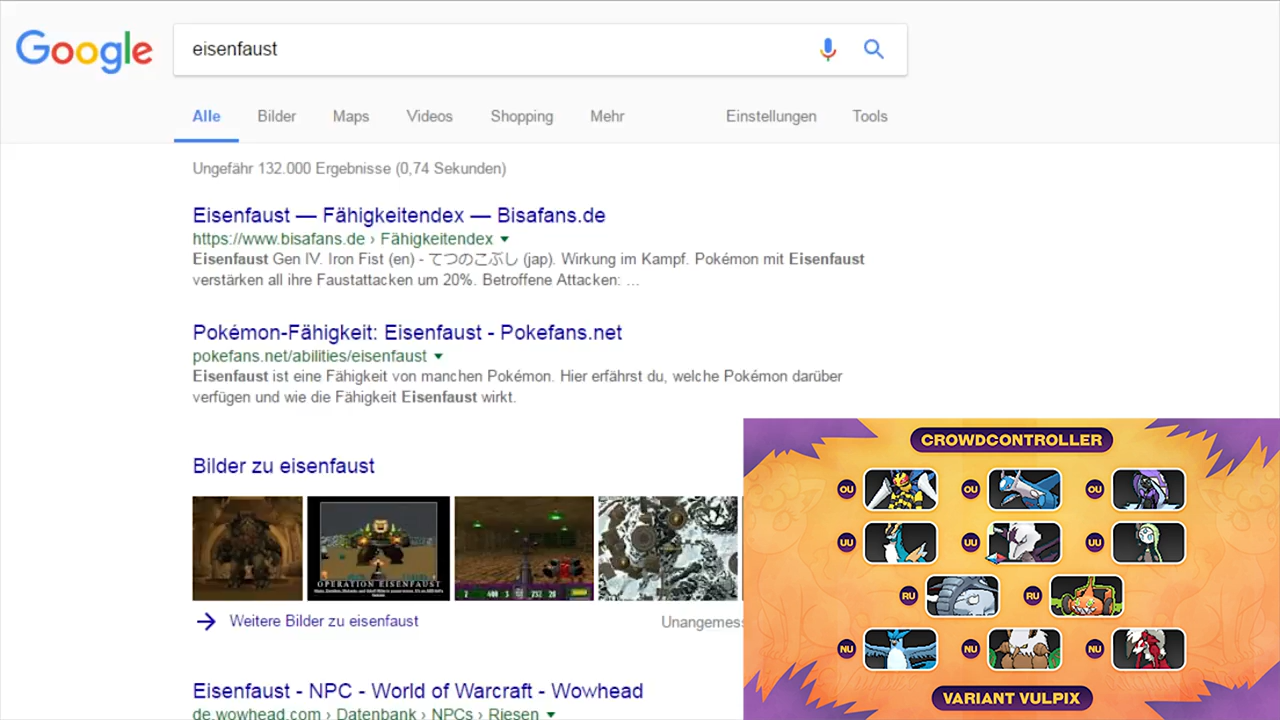 Google
eisenfaust
Alle Bilder Maps Videos Shopping Mehr Einstellungen Tools
Ungefähr 132.000 Ergebnisse (0,74 Sekunden)
Eisenfaust — Fähigkeitendex — Bisafans.de
https://www.bisafans.de › Fähigkeitendex
Eisenfaust Gen IV. Iron Fist (en) - てつのこぶし (jap). Wirkung im Kampf. Pokémon mit Eisenfaust
verstärken all ihre Faustattacken um 20%. Betroffene Attacken: ...
Pokémon-Fähigkeit: Eisenfaust - Pokefans.net
pokefans.net/abilities/eisenfaust
Eisenfaust ist eine Fähigkeit von manchen Pokémon. Hier erfährst du, welche Pokémon darüber
verfügen und wie die Fähigkeit Eisenfaust wirkt.
Bilder zu eisenfaust
OPERATION EISENFAUST
Weitere Bilder zu eisenfaust
Unangemess
Eisenfaust - NPC - World of Warcraft - Wowhead
de.wowhead.com › Datenbank › NPCs › Riesen
CROWDCONTROLLER
OU OU OU
UU UU UU
RU RU
NU NU NU
VARIANT VULPIX